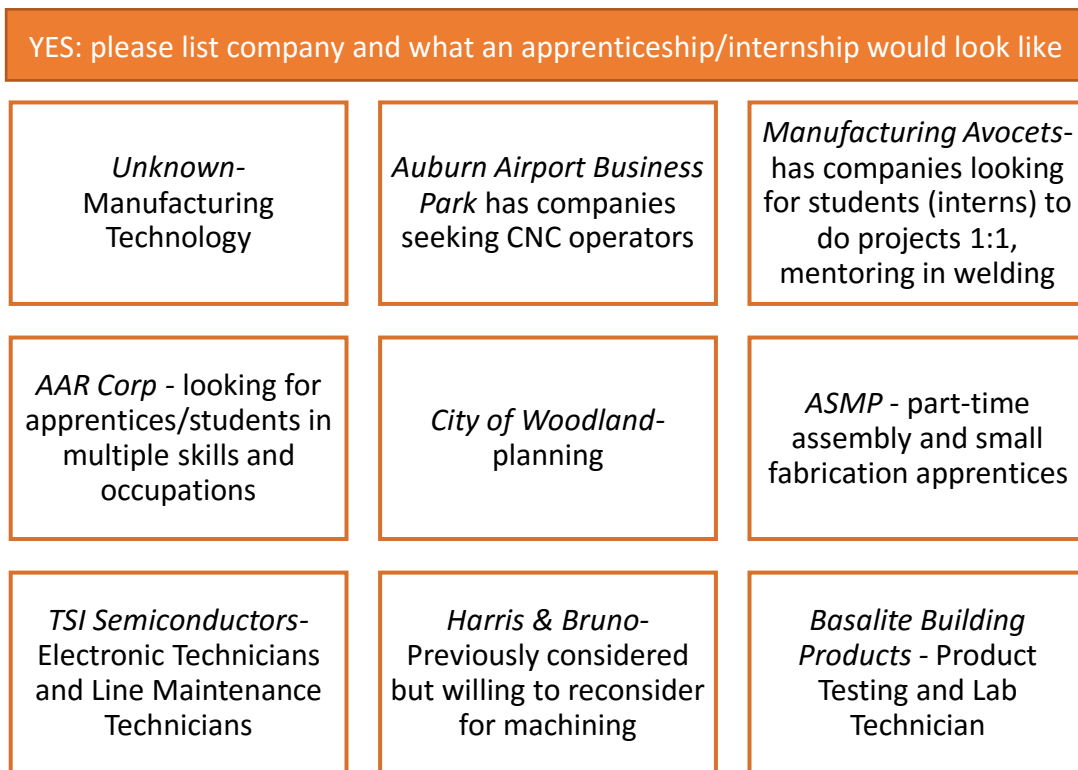 YES: please list company and what an apprenticeship/internship would look like
Unknown-
Manufacturing
Technology
Auburn Airport Business
Park has companies
seeking CNC operators
Manufacturing Avocets-
has companies looking
for students (interns) to
do projects 1:1,
mentoring in welding
AAR Corp - looking for
apprentices/students in
multiple skills and
occupations
City of Woodland-
planning
ASMP - part-time
assembly and small
fabrication apprentices
TSI Semiconductors-
Electronic Technicians
and Line Maintenance
Technicians
Harris & Bruno-
Previously considered
but willing to reconsider
for machining
Basalite Building
Products - Product
Testing and Lab
Technician